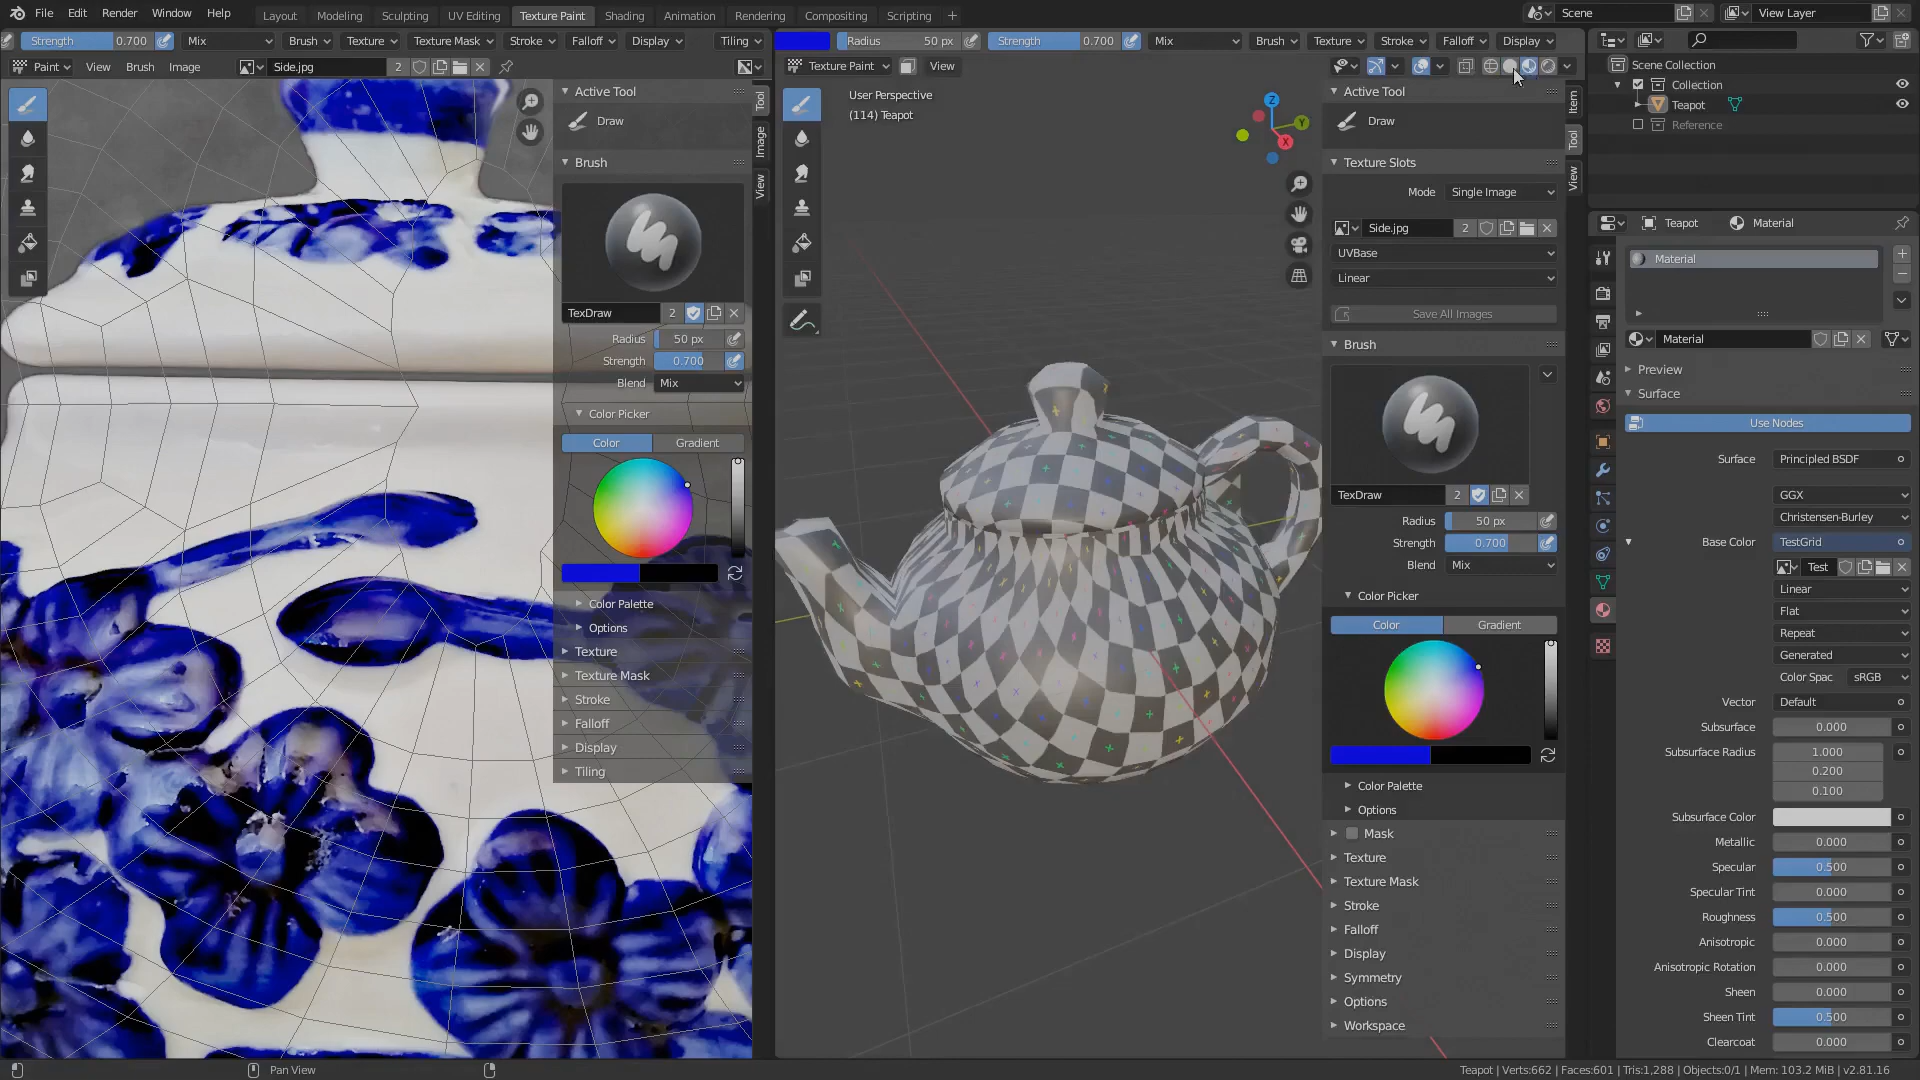 File Edit Render Window Help Layout Modeling Sculpting UV Editing Texture Paint Shading Animation Rendering Compositing Scripting + Scene View Layer
Strength 0.700 Mix Brush Texture Texture Mask Stroke Falloff Display Tiling
Radius 50 px Strength 0.700 Mix Brush Texture Stroke Falloff Display
Paint View Brush Image Side.jpg 2
Texture Paint View
Active Tool
Draw
Brush
TexDraw 2
Radius 50 px
Strength 0.700
Blend Mix
Color Picker
Color Gradient
Color Palette
Options
Texture
Texture Mask
Stroke
Falloff
Display
Tiling
Tool
Image
View
User Perspective
(114) Teapot
Z
Y
X
Active Tool
Draw
Texture Slots
Mode Single Image
Side.jpg 2
UVBase
Linear
Save All Images
Brush
TexDraw 2
Radius 50 px
Strength 0.700
Blend Mix
Color Picker
Color Gradient
Color Palette
Options
Mask
Texture
Texture Mask
Stroke
Falloff
Display
Symmetry
Options
Workspace
Item
Tool
View
Scene Collection
Collection
Teapot
Reference
Teapot Material
Material
Material
Preview
Surface
Use Nodes
Surface Principled BSDF
GGX
Christensen-Burley
Base Color TestGrid
Test
Linear
Flat
Repeat
Generated
Color Spac sRGB
Vector Default
Subsurface 0.000
Subsurface Radius 1.000
0.200
0.100
Subsurface Color
Metallic 0.000
Specular 0.500
Specular Tint 0.000
Roughness 0.500
Anisotropic 0.000
Anisotropic Rotation 0.000
Sheen 0.000
Sheen Tint 0.500
Clearcoat 0.000
Pan View
Teapot | Verts:662 | Faces:601 | Tris:1,288 | Objects:0/1 | Mem: 103.2 MiB | v2.81.16